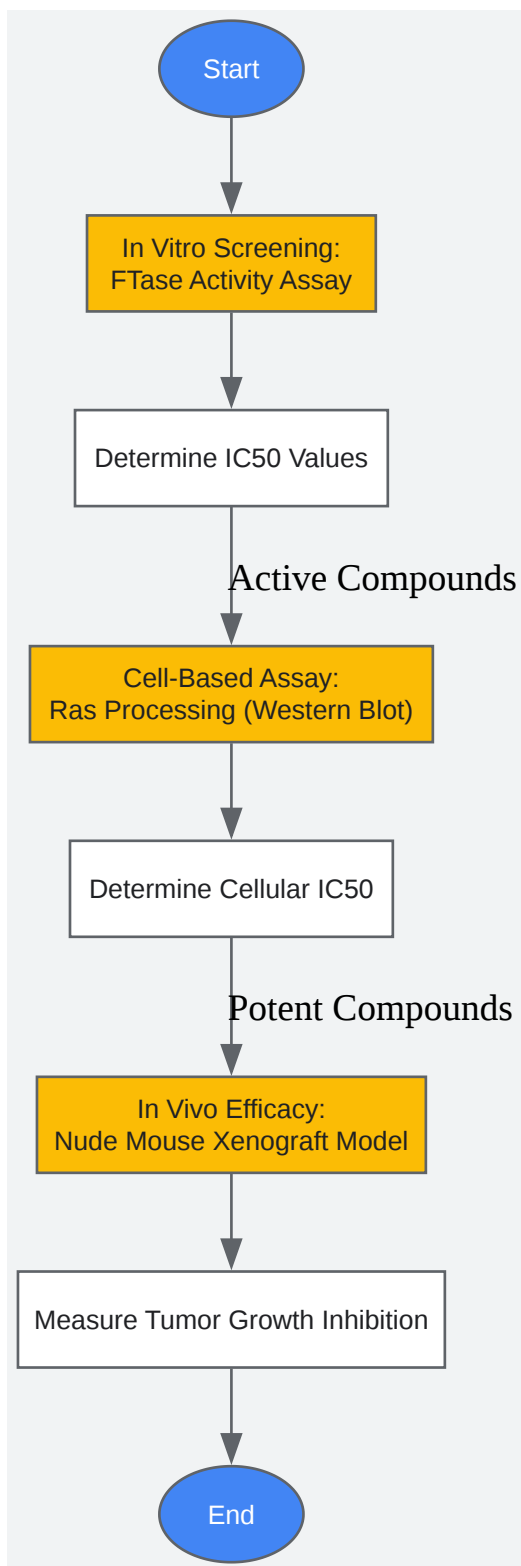 Start
In Vitro Screening:
FTase Activity Assay
Determine IC50 Values
Active Compounds
Cell-Based Assay:
Ras Processing (Western Blot)
Determine Cellular IC50
Potent Compounds
In Vivo Efficacy:
Nude Mouse Xenograft Model
Measure Tumor Growth Inhibition
End